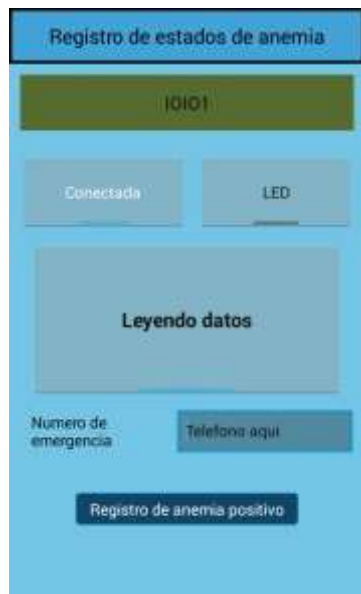 Registro de estados de anemia
IOIO1
Conectada
LED
Leyendo datos
Numero de
emergencia
Telefono aqui
Registro de anemia positivo